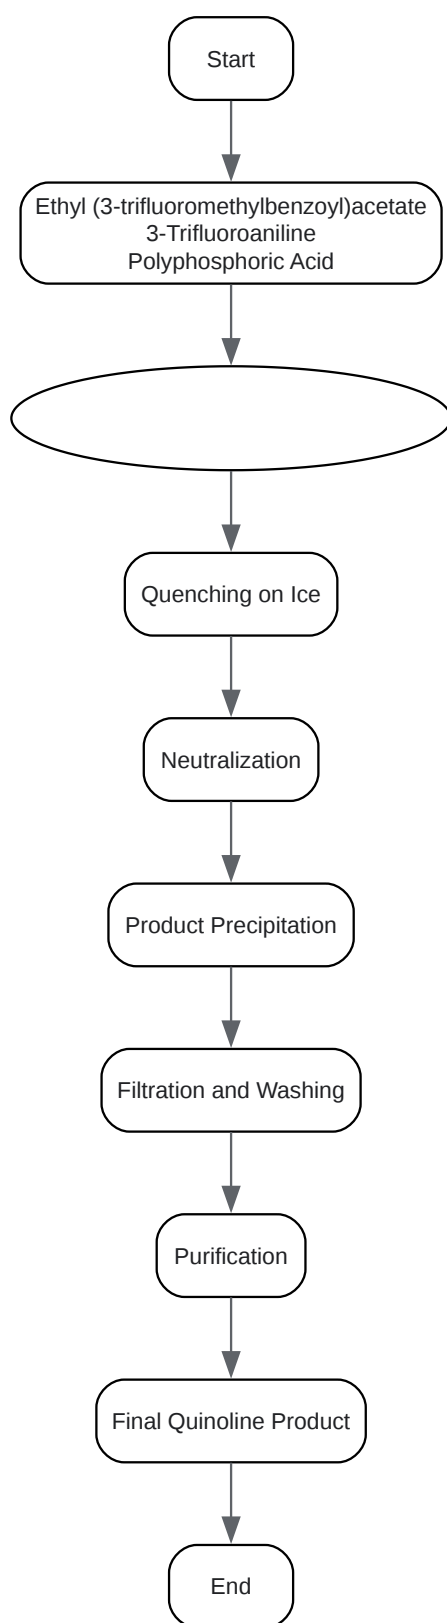 Start
Ethyl (3-trifluoromethylbenzoyl)acetate
3-Trifluoroaniline
Polyphosphoric Acid
Quenching on Ice
Neutralization
Product Precipitation
Filtration and Washing
Purification
Final Quinoline Product
End